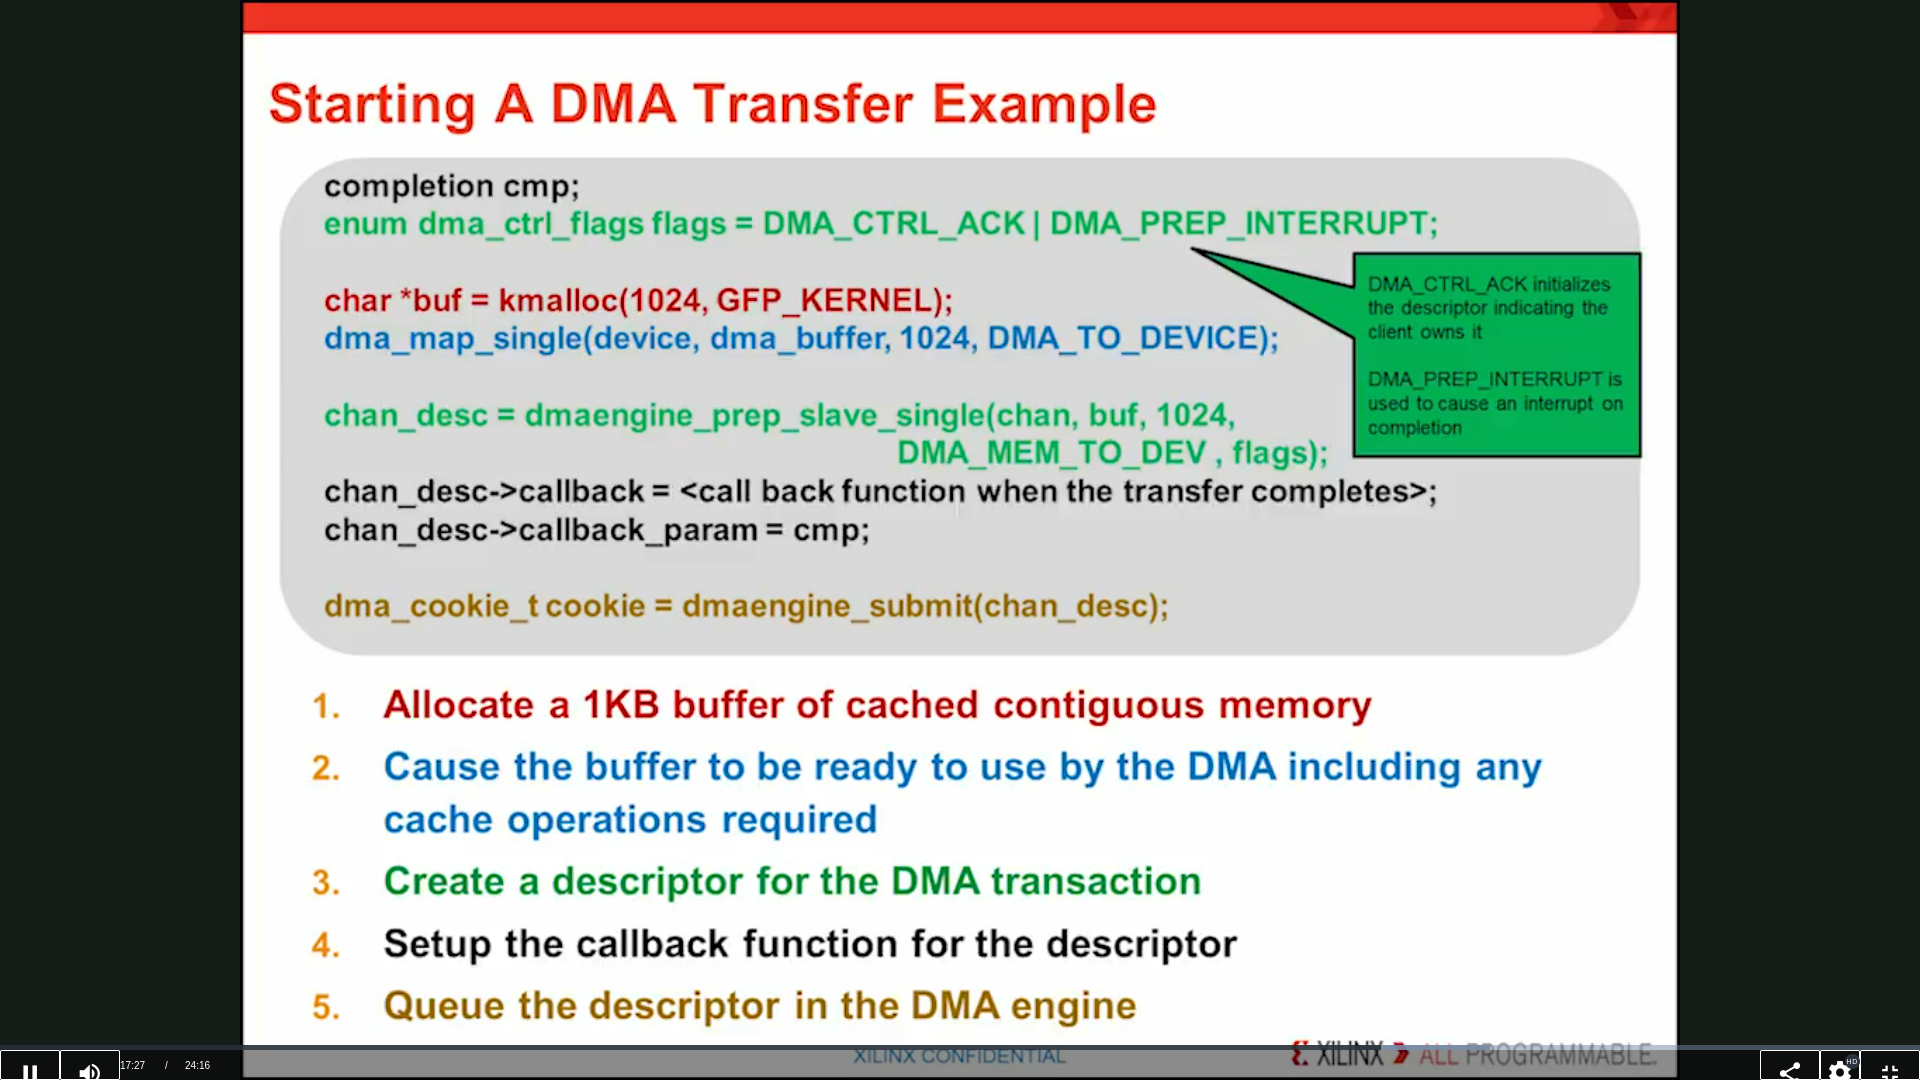 Starting A DMA Transfer Example
completion cmp;
enum dma_ctrl_flags flags = DMA_CTRL_ACK | DMA_PREP_INTERRUPT;
char *buf = kmalloc(1024, GFP_KERNEL);
dma_map_single(device, dma_buffer, 1024, DMA_TO_DEVICE);
chan_desc = dmaengine_prep_slave_single(chan, buf, 1024,
DMA_MEM_TO_DEV , flags);
chan_desc->callback = <call back function when the transfer completes>;
chan_desc->callback_param = cmp;
dma_cookie_t cookie = dmaengine_submit(chan_desc);
DMA_CTRL_ACK initializes
the descriptor indicating the
client owns it
DMA_PREP_INTERRUPT is
used to cause an interrupt on
completion
1. Allocate a 1KB buffer of cached contiguous memory
2. Cause the buffer to be ready to use by the DMA including any
cache operations required
3. Create a descriptor for the DMA transaction
4. Setup the callback function for the descriptor
5. Queue the descriptor in the DMA engine
XILINX CONFIDENTIAL
XILINX ALL PROGRAMMABLE.
17:27 / 24:16
HD